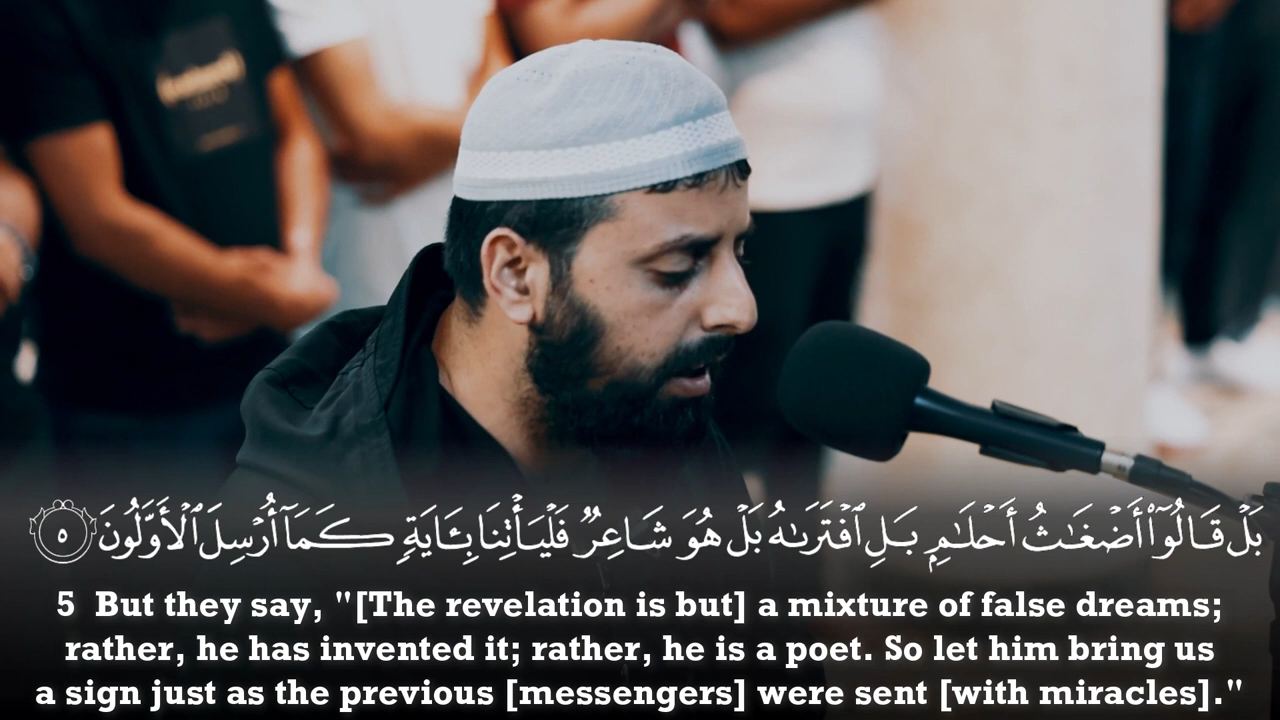 بَلْ قَالُوٓا۟ أَضْغَٰثُ أَحْلَٰمٍۭ بَلِ ٱفْتَرَىٰهُ بَلْ هُوَ شَاعِرٌ فَلْيَأْتِنَا بِـَٔايَةٍ كَمَآ أُرْسِلَ ٱلْأَوَّلُونَ ٥
5 But they say, "[The revelation is but] a mixture of false dreams;
rather, he has invented it; rather, he is a poet. So let him bring us
a sign just as the previous [messengers] were sent [with miracles]."